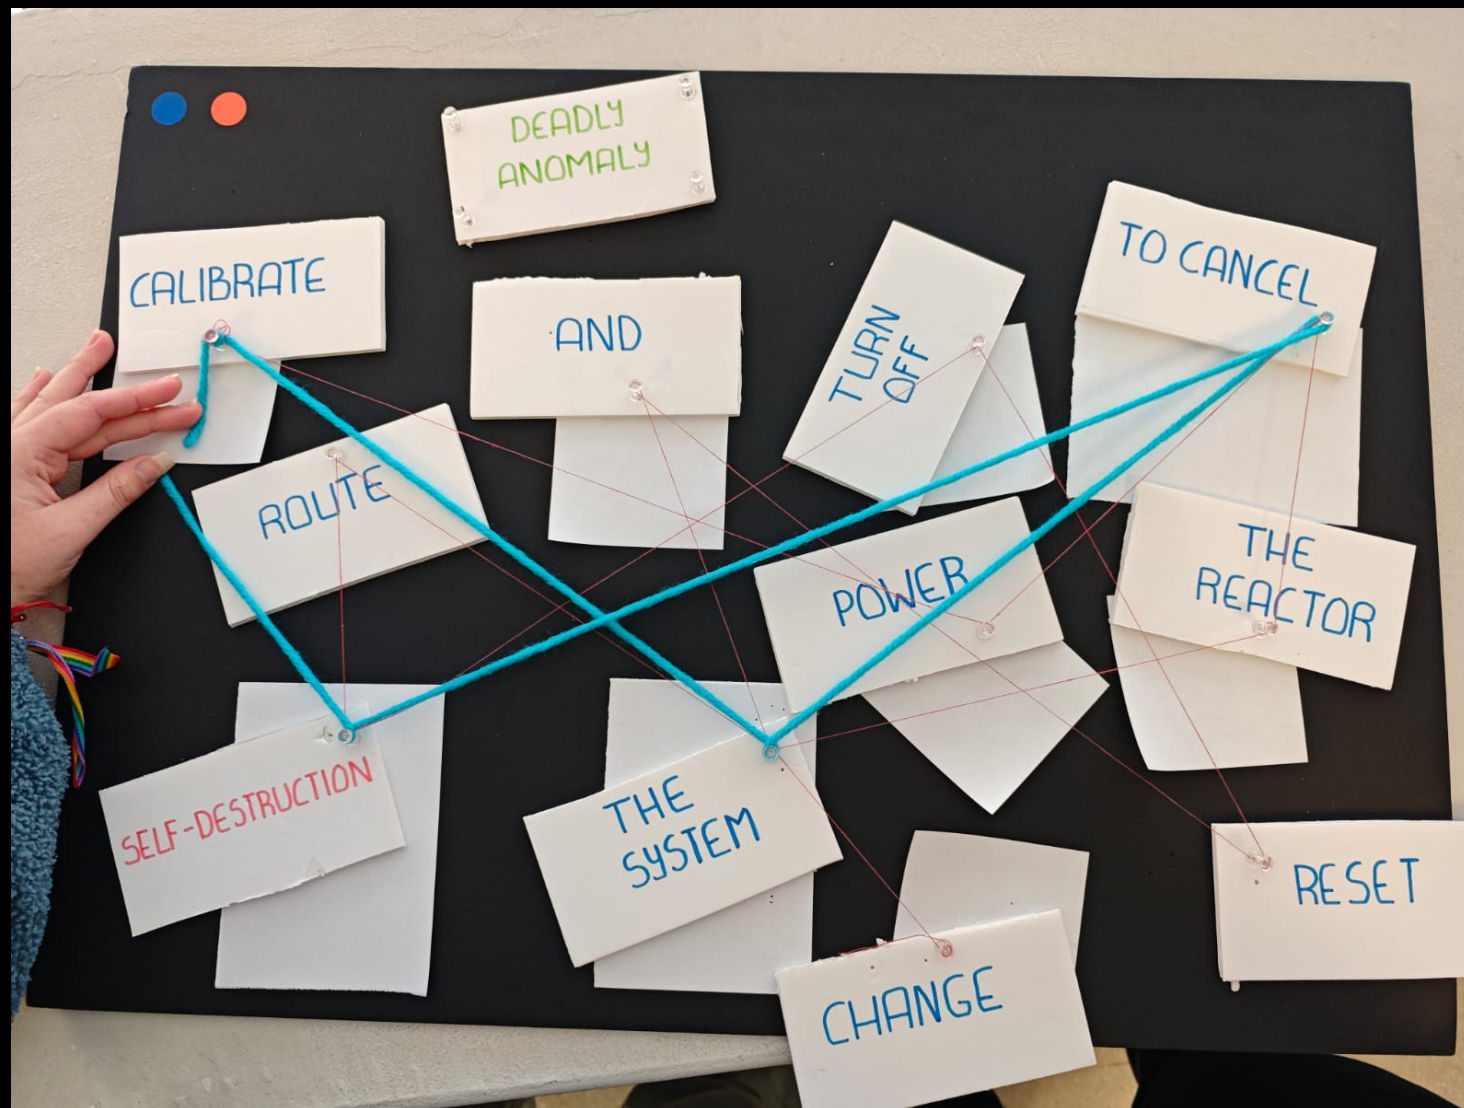 DEADLY
ANOMALY
CALIBRATE
AND
TURN
OFF
TO CANCEL
ROUTE
POWER
THE
REACTOR
SELF-DESTRUCTION
THE
SYSTEM
CHANGE
RESET